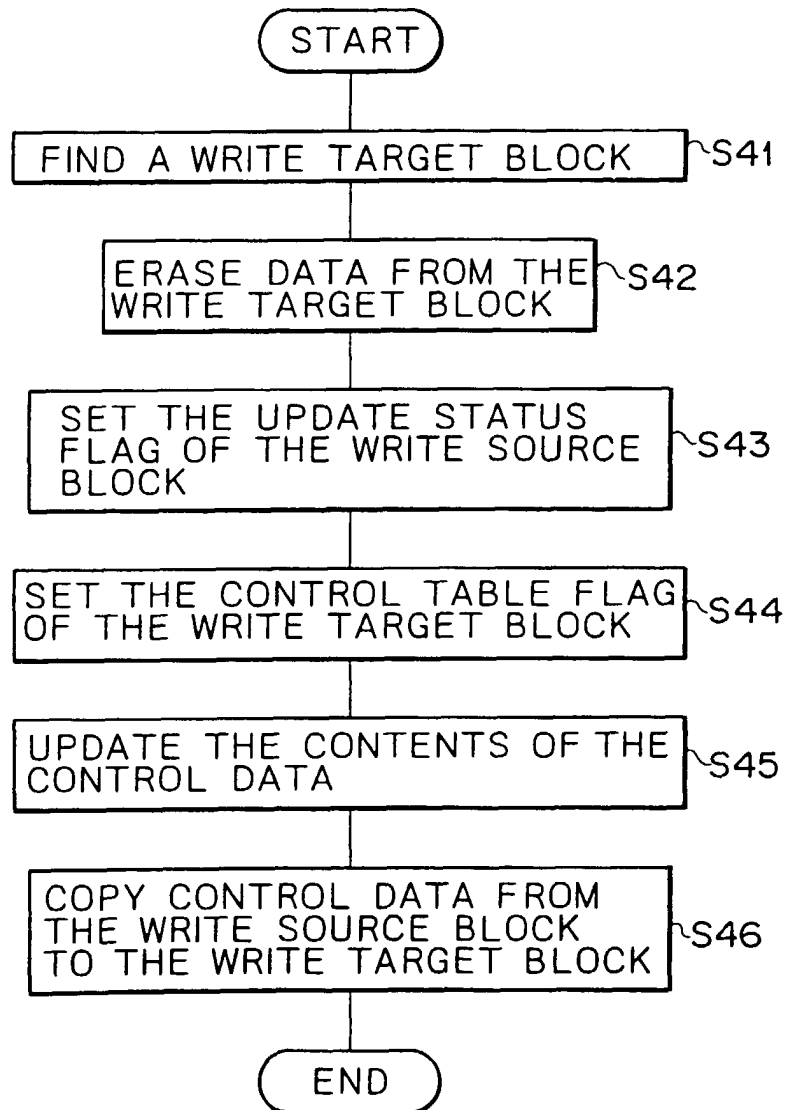 START
FIND A WRITE TARGET BLOCK
S41
ERASE DATA FROM THE
WRITE TARGET BLOCK
S42
SET THE UPDATE STATUS
FLAG OF THE WRITE SOURCE
BLOCK
S43
SET THE CONTROL TABLE FLAG
OF THE WRITE TARGET BLOCK
S44
UPDATE THE CONTENTS OF THE
CONTROL DATA
S45
COPY CONTROL DATA FROM
THE WRITE SOURCE BLOCK
TO THE WRITE TARGET BLOCK
S46
END